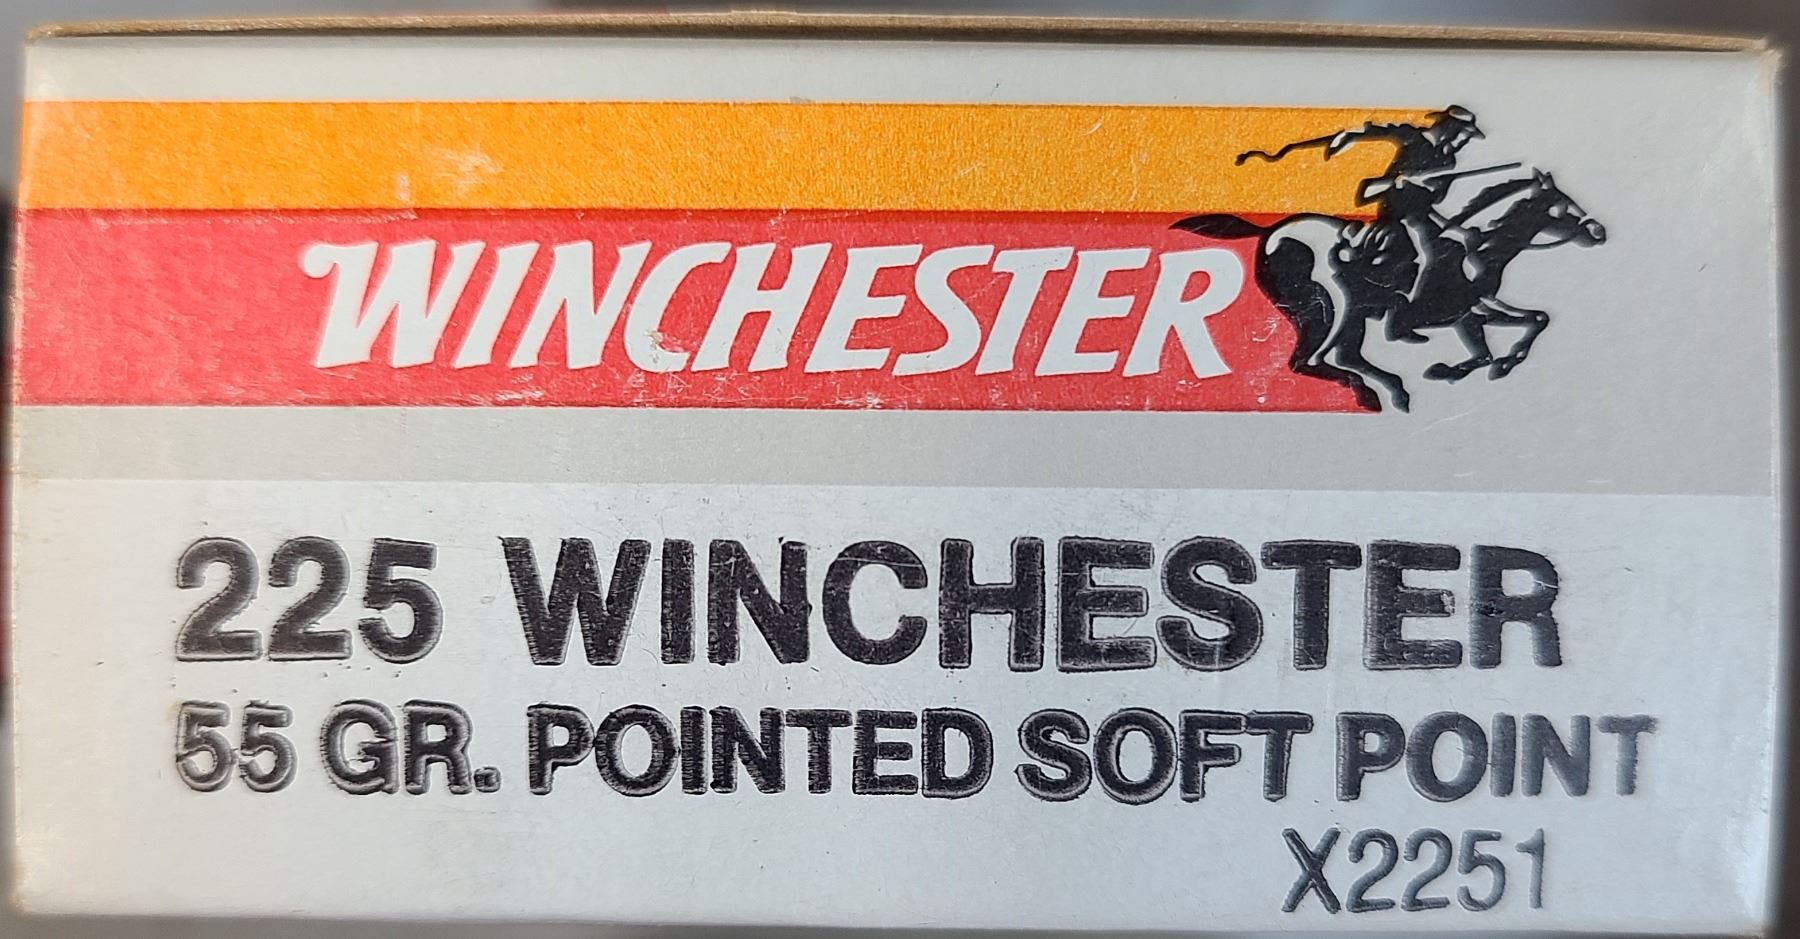 WINCHESTER
225 WINCHESTER
55 GR. POINTED SOFT POINT
X2251